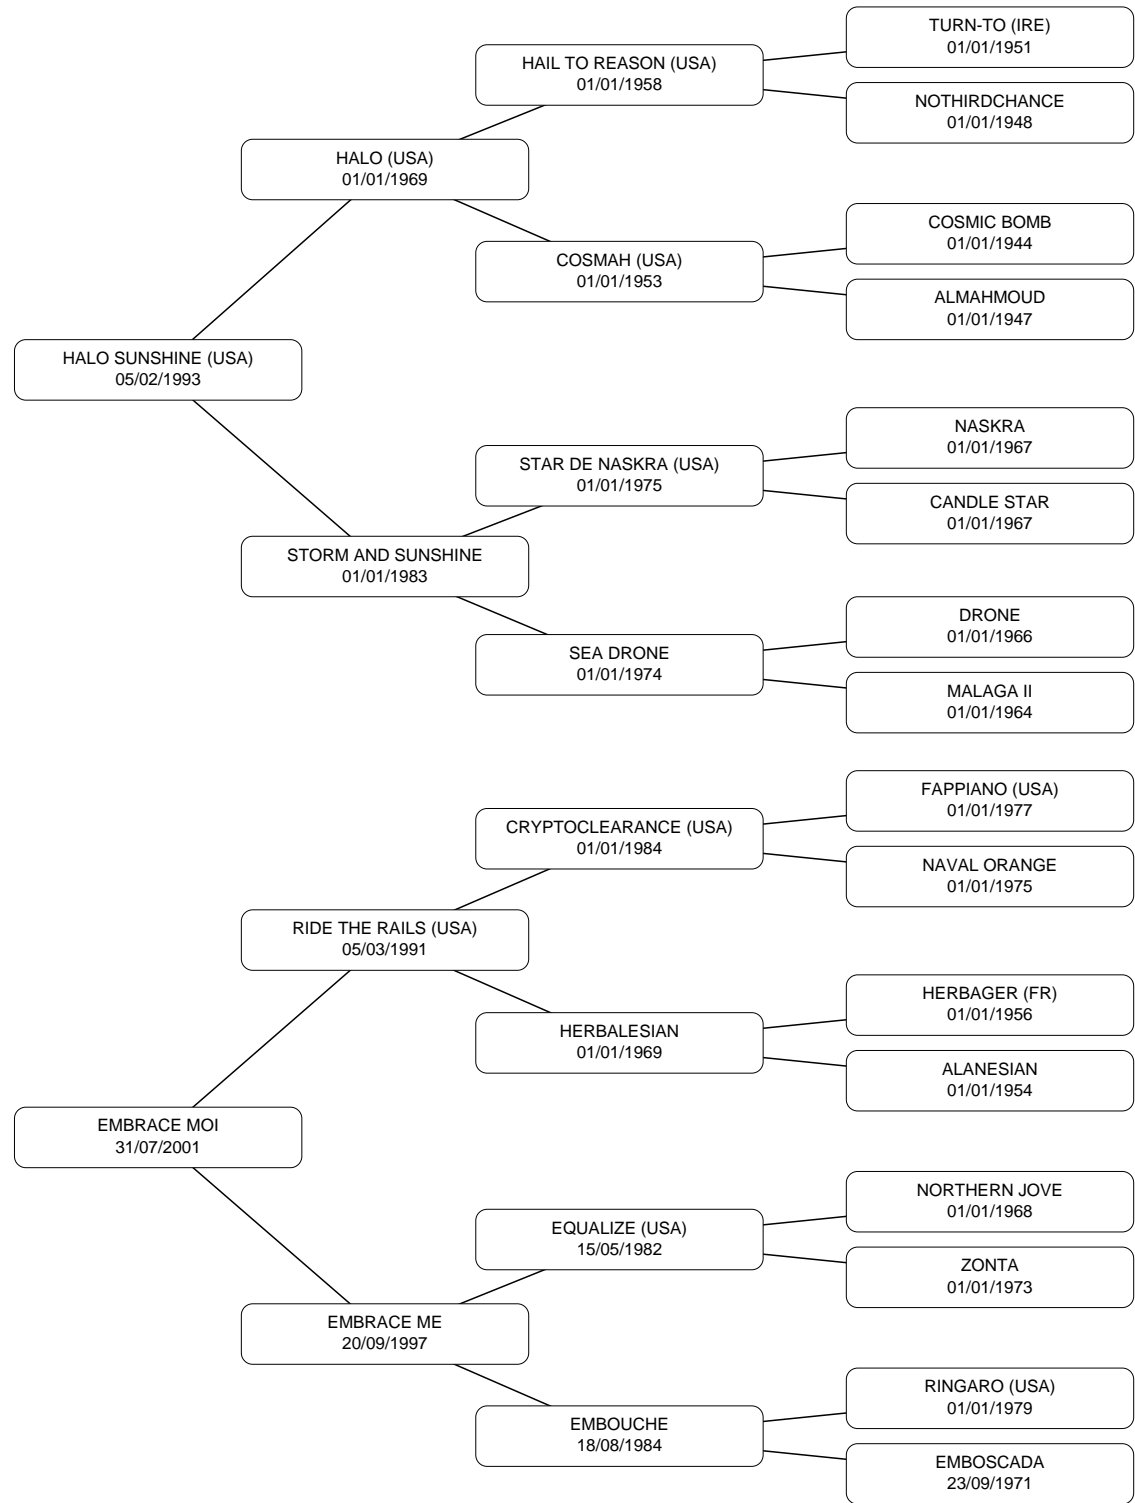 TURN-TO (IRE)
01/01/1951
HAIL TO REASON (USA)
01/01/1958
NOTHIRDCHANCE
01/01/1948
HALO (USA)
01/01/1969
COSMIC BOMB
01/01/1944
COSMAH (USA)
01/01/1953
ALMAHMOUD
01/01/1947
HALO SUNSHINE (USA)
05/02/1993
NASKRA
01/01/1967
STAR DE NASKRA (USA)
01/01/1975
CANDLE STAR
01/01/1967
STORM AND SUNSHINE
01/01/1983
DRONE
01/01/1966
SEA DRONE
01/01/1974
MALAGA II
01/01/1964
FAPPIANO (USA)
01/01/1977
CRYPTOCLEARANCE (USA)
01/01/1984
NAVAL ORANGE
01/01/1975
RIDE THE RAILS (USA)
05/03/1991
HERBAGER (FR)
01/01/1956
HERBALESIAN
01/01/1969
ALANESIAN
01/01/1954
EMBRACE MOI
31/07/2001
NORTHERN JOVE
01/01/1968
EQUALIZE (USA)
15/05/1982
ZONTA
01/01/1973
EMBRACE ME
20/09/1997
RINGARO (USA)
01/01/1979
EMBOUCHE
18/08/1984
EMBOSCADA
23/09/1971